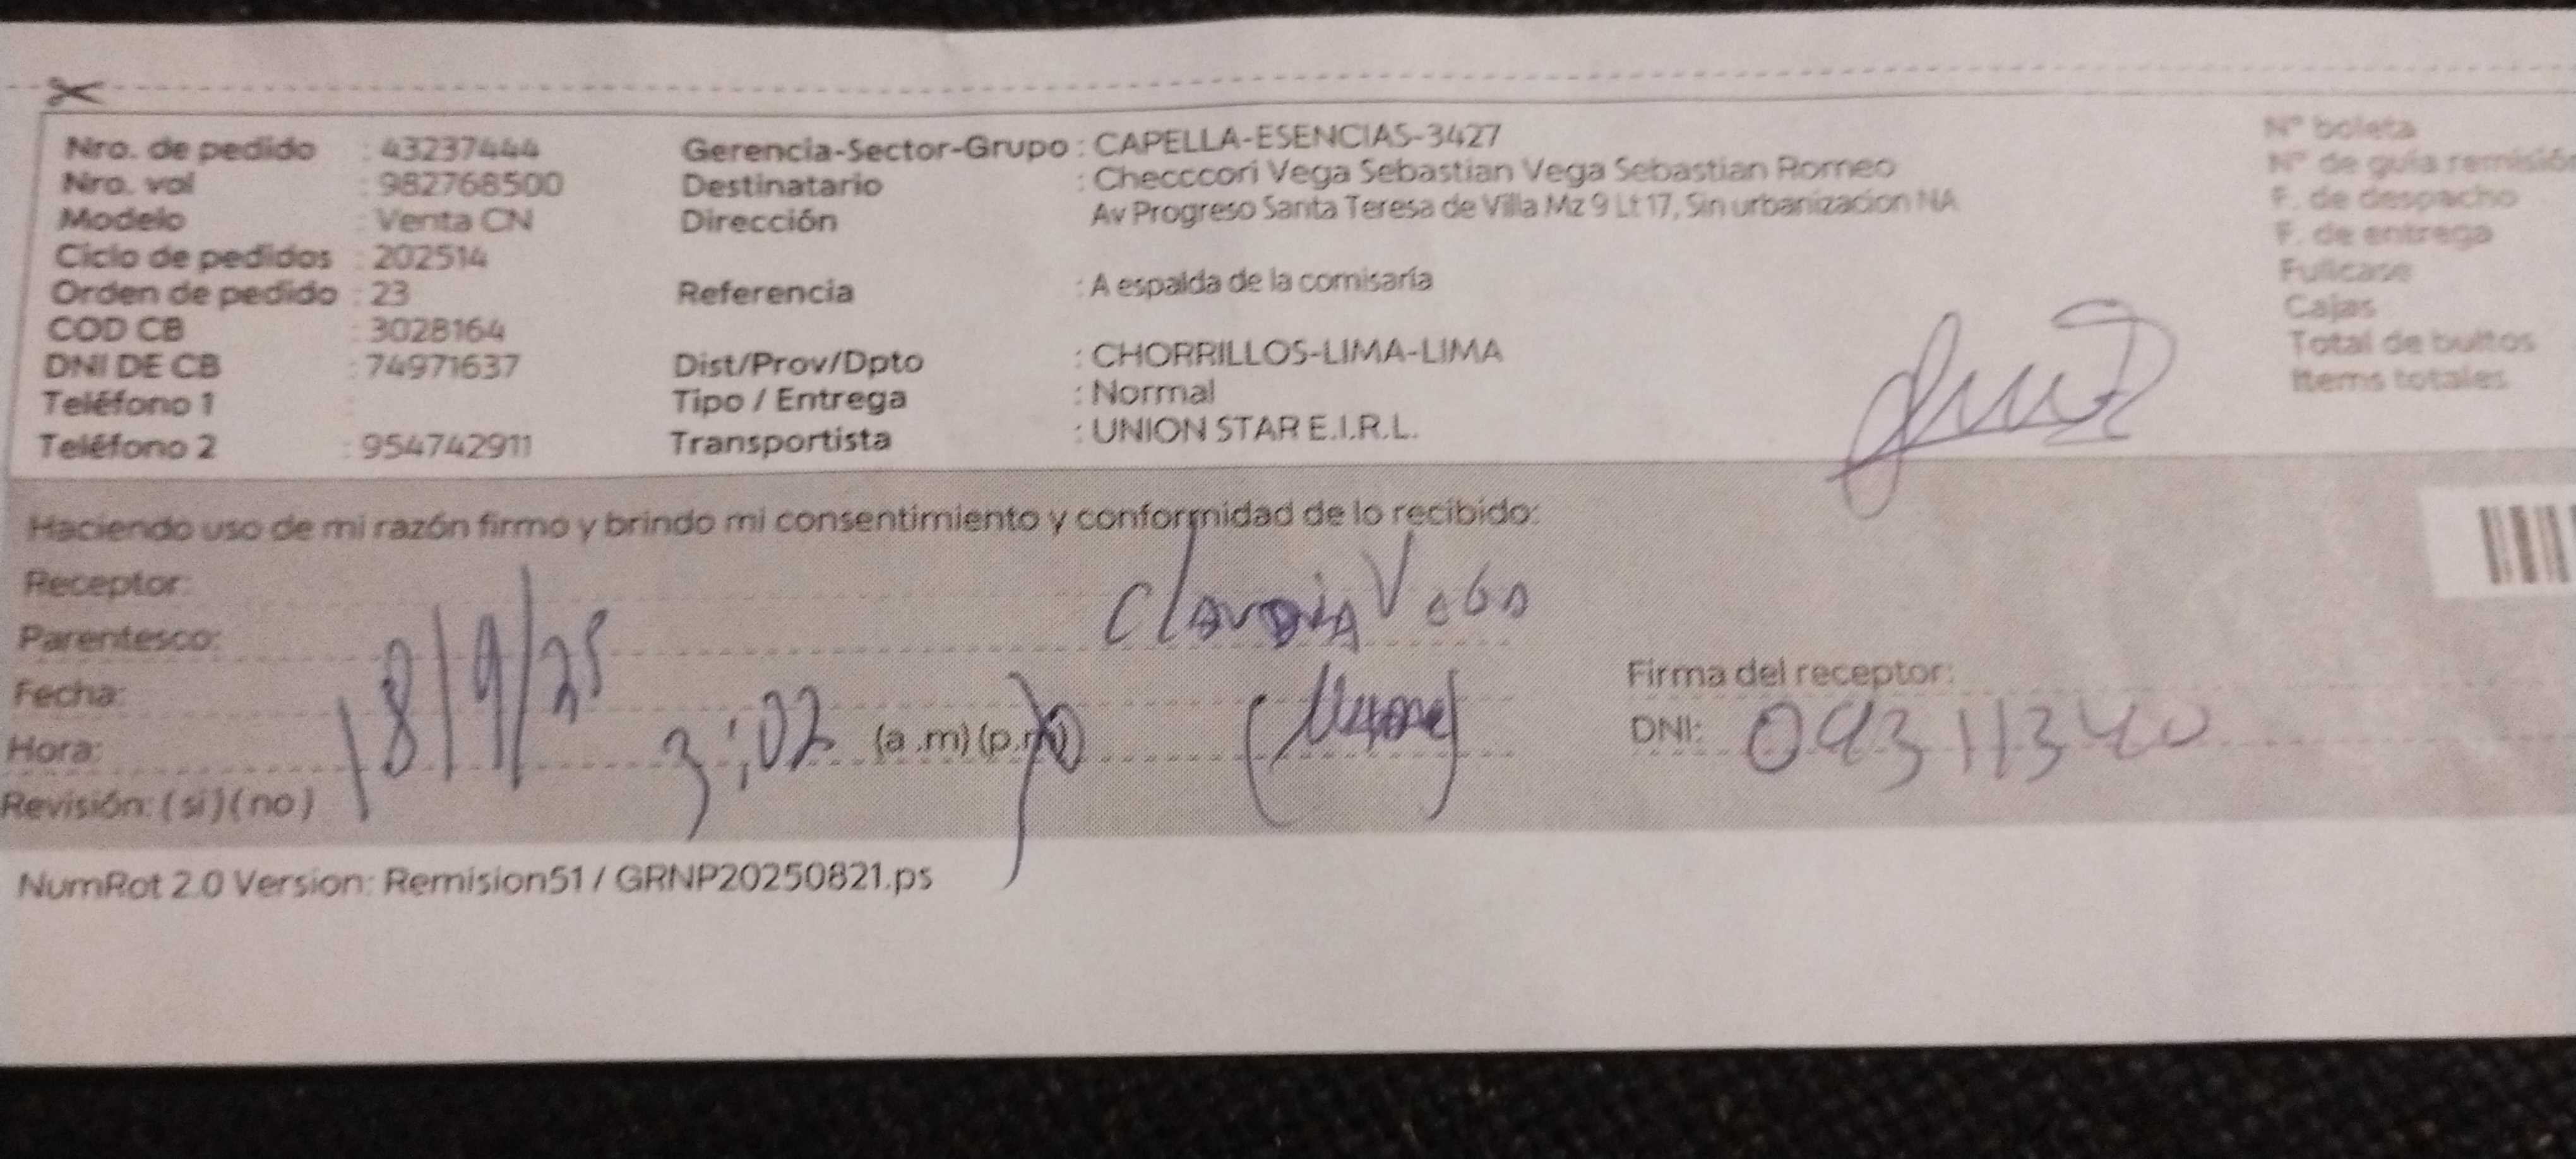 Nro. de pedido : 43237444
Nro. vol : 982768500
Modelo : Venta CN
Ciclo de pedidos : 202514
Orden de pedido : 23
COD CB : 3028164
DNI DE CB : 74971637
Teléfono 1 :
Teléfono 2 : 954742911
Gerencia-Sector-Grupo : CAPELLA-ESENCIAS-3427
Destinatario : Checccori Vega Sebastian Vega Sebastian Romeo
Dirección Av Progreso Santa Teresa de Villa Mz 9 Lt 17, Sin urbanizacion NA
Referencia : A espalda de la comisaría
Dist/Prov/Dpto : CHORRILLOS-LIMA-LIMA
Tipo / Entrega : Normal
Transportista : UNION STAR E.I.R.L.
N° boleta
N° de guía remisión
F. de despacho
F. de entrega
Fullcase
Cajas
Total de bultos
Items totales
Haciendo uso de mi razón firmo y brindo mi consentimiento y conformidad de lo recibido:
Receptor: Claudia Vega
Parentesco:
Fecha: 18/9/25
Hora: 3:02 (a.m) (p.m)
Revisión: (si) (no)
Firma del receptor:
DNI: 09311340
NumRot 2.0 Version: Remision51 / GRNP20250821.ps